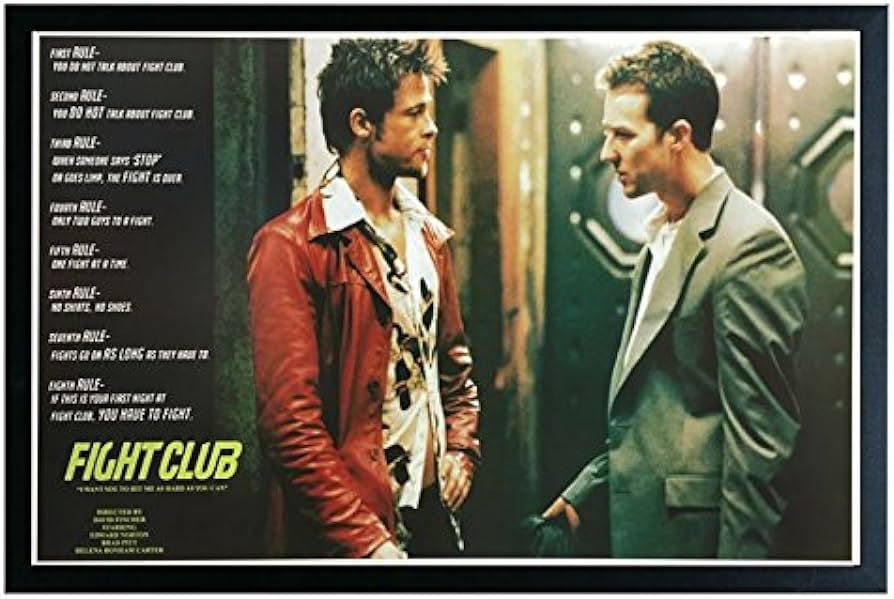 FIRST RULE-
YOU DO NOT TALK ABOUT FIGHT CLUB.
SECOND RULE-
YOU DO NOT TALK ABOUT FIGHT CLUB.
THIRD RULE-
WHEN SOMEONE SAYS 'STOP'
OR GOES LIMP, THE FIGHT IS OVER.
FOURTH RULE-
ONLY TWO GUYS TO A FIGHT.
FIFTH RULE-
ONE FIGHT AT A TIME.
SIXTH RULE-
NO SHIRTS, NO SHOES.
SEVENTH RULE-
FIGHTS GO ON AS LONG AS THEY HAVE TO.
EIGHTH RULE-
IF THIS IS YOUR FIRST NIGHT AT
FIGHT CLUB, YOU HAVE TO FIGHT.
FIGHT CLUB
"I WANT YOU TO HIT ME AS HARD AS YOU CAN"
DIRECTED BY
DAVID FINCHER
STARRING
EDWARD NORTON
BRAD PITT
HELENA BONHAM CARTER